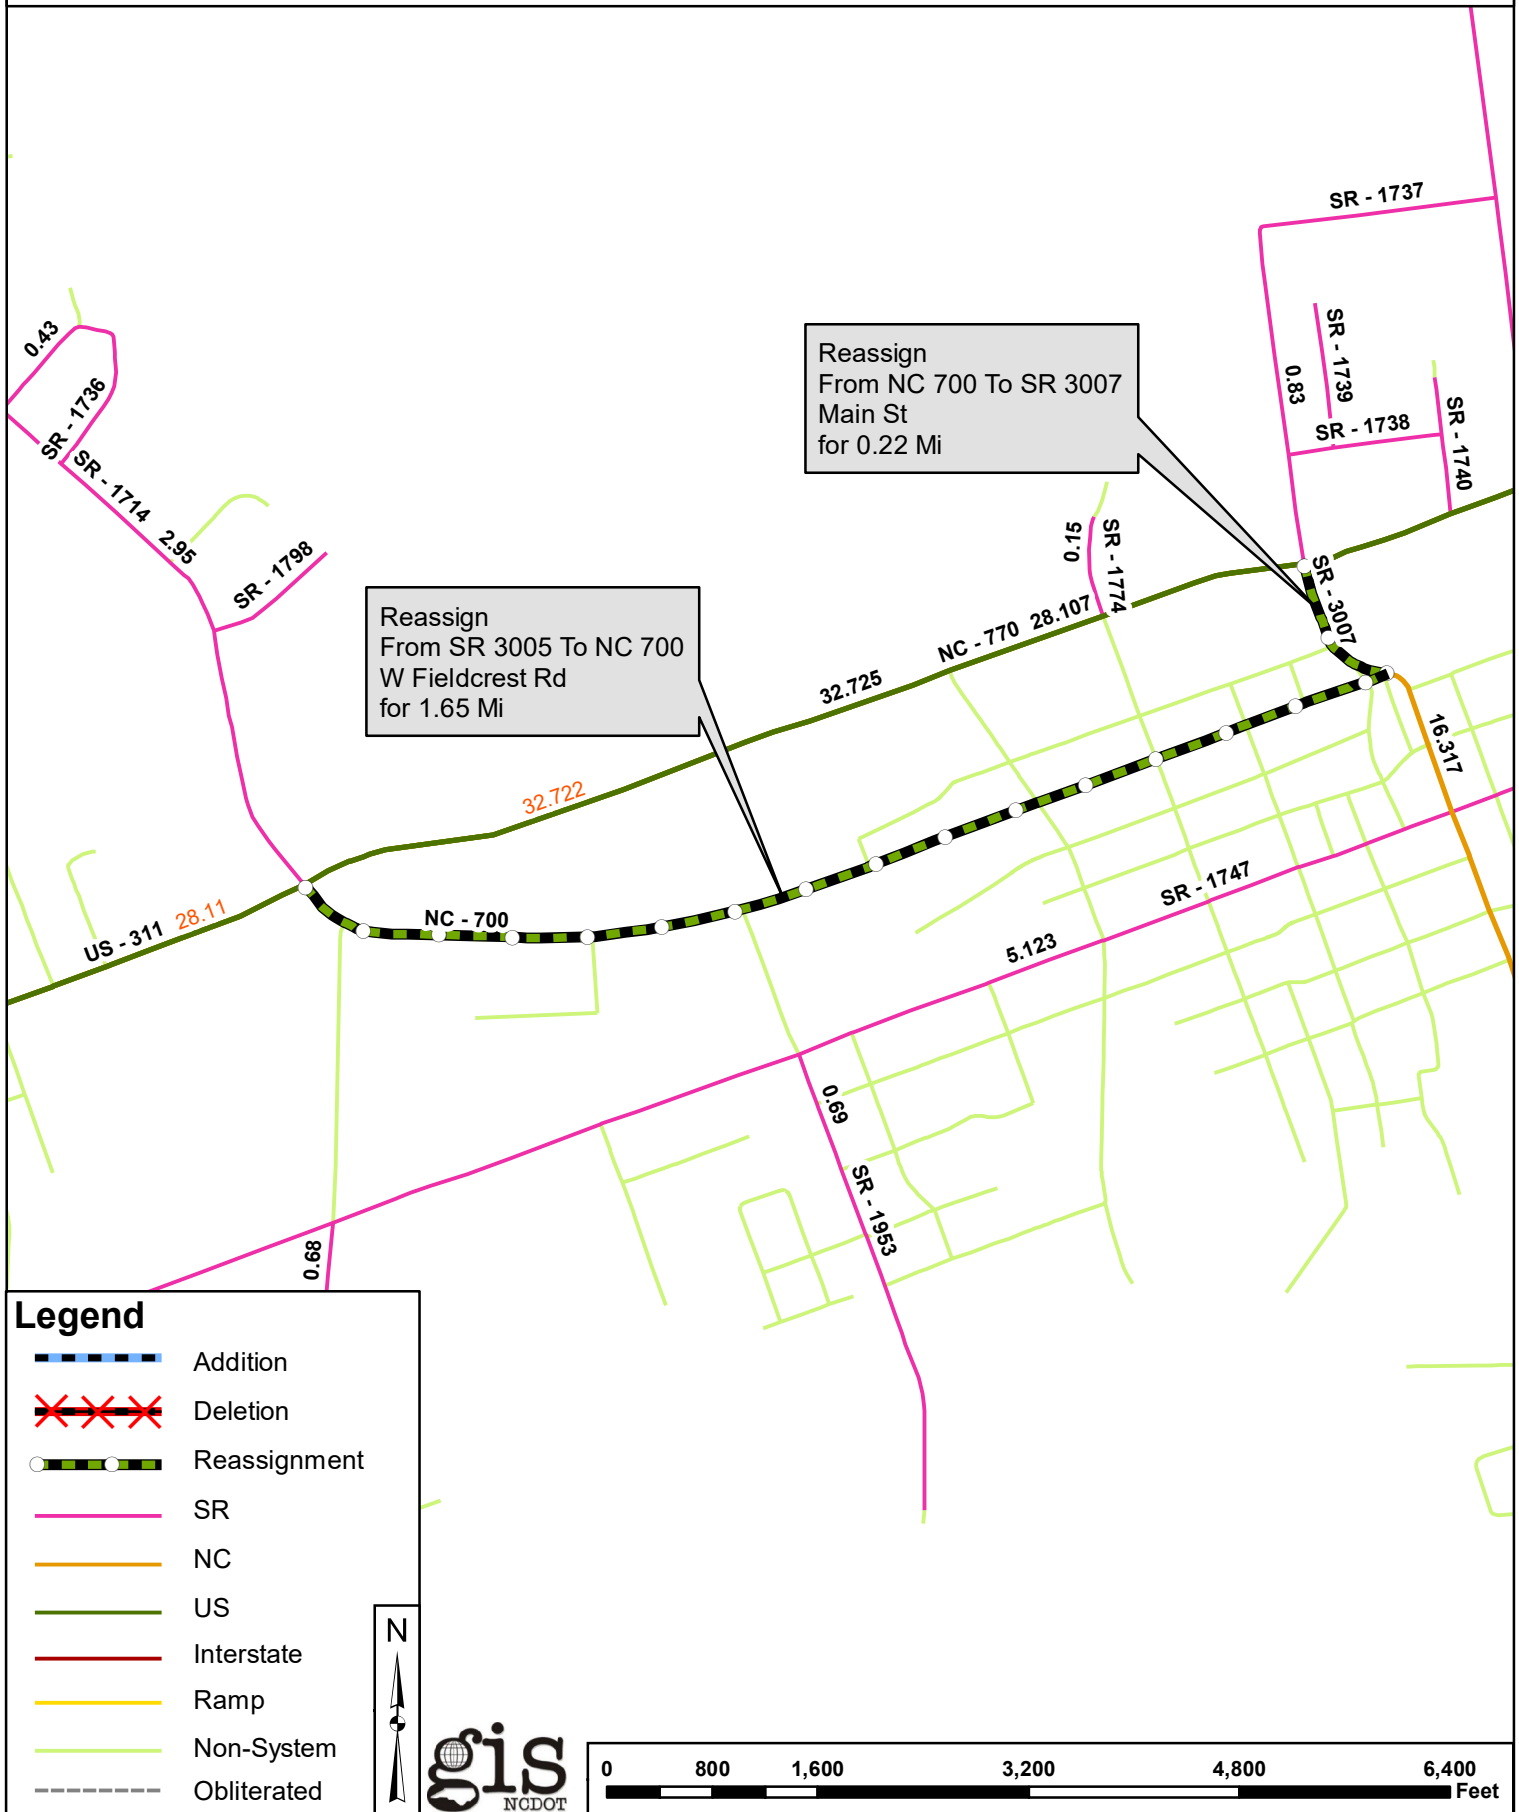 SR - 1737
0.43
SR - 1736
SR - 1714
2.95
SR - 1798
Reassign
From NC 700 To SR 3007
Main St
for 0.22 Mi
0.83
SR - 1739
SR - 1738
SR - 1740
0.15
SR - 1774
SR - 3007
NC - 770
28.107
Reassign
From SR 3005 To NC 700
W Fieldcrest Rd
for 1.65 Mi
32.725
32.722
16.317
US - 311
28.11
NC - 700
SR - 1747
5.123
0.69
SR - 1953
0.68
Legend
Addition
Deletion
Reassignment
SR
NC
US
Interstate
Ramp
Non-System
Obliterated
N
gis
NCDOT
0 800 1,600 3,200 4,800 6,400
Feet